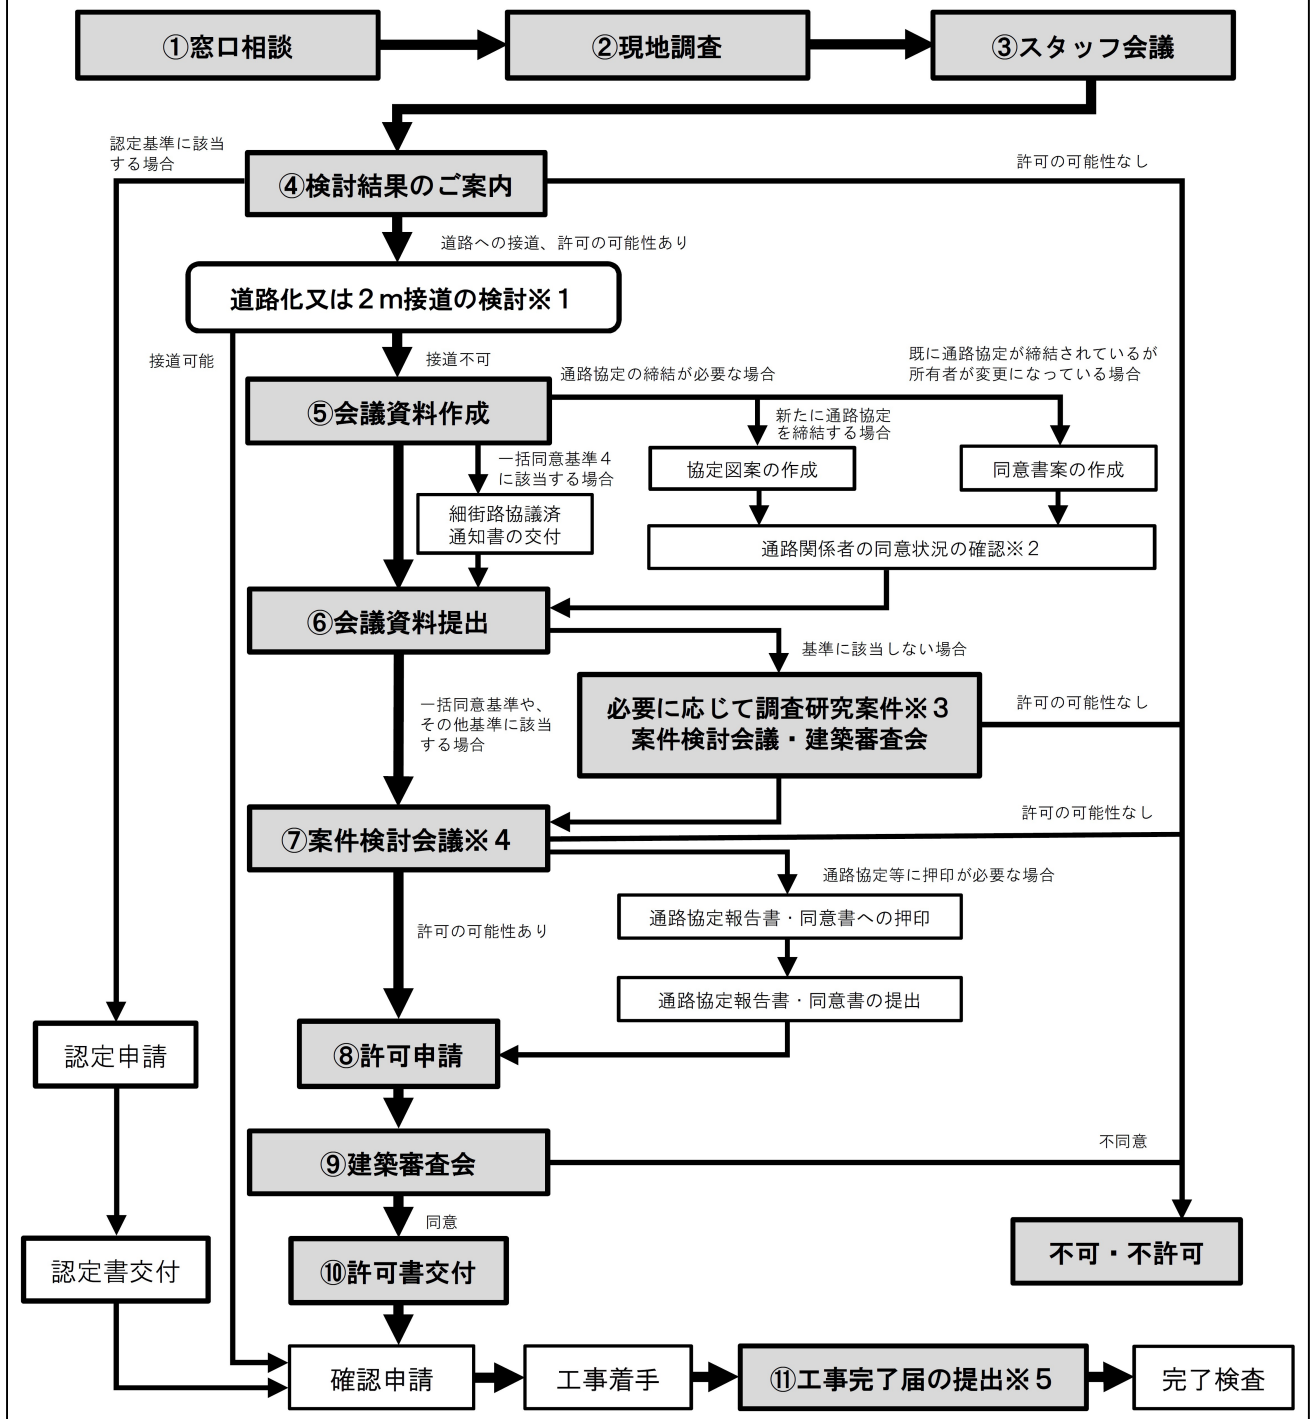 ①窓口相談
②現地調査
③スタッフ会議
認定基準に該当
する場合
④検討結果のご案内
許可の可能性なし
道路への接道、許可の可能性あり
道路化又は２ｍ接道の検討※１
接道可能
接道不可
通路協定の締結が必要な場合
既に通路協定が締結されているが
所有者が変更になっている場合
⑤会議資料作成
新たに通路協定
を締結する場合
一括同意基準４
に該当する場合
協定図案の作成
同意書案の作成
細街路協議済
通知書の交付
通路関係者の同意状況の確認※２
⑥会議資料提出
基準に該当しない場合
一括同意基準や、
その他基準に該当
する場合
必要に応じて調査研究案件※３
案件検討会議・建築審査会
許可の可能性なし
⑦案件検討会議※４
許可の可能性なし
通路協定等に押印が必要な場合
通路協定報告書・同意書への押印
許可の可能性あり
通路協定報告書・同意書の提出
⑧許可申請
認定申請
⑨建築審査会
不同意
同意
認定書交付
⑩許可書交付
不可・不許可
確認申請
工事着手
⑪工事完了届の提出※５
完了検査